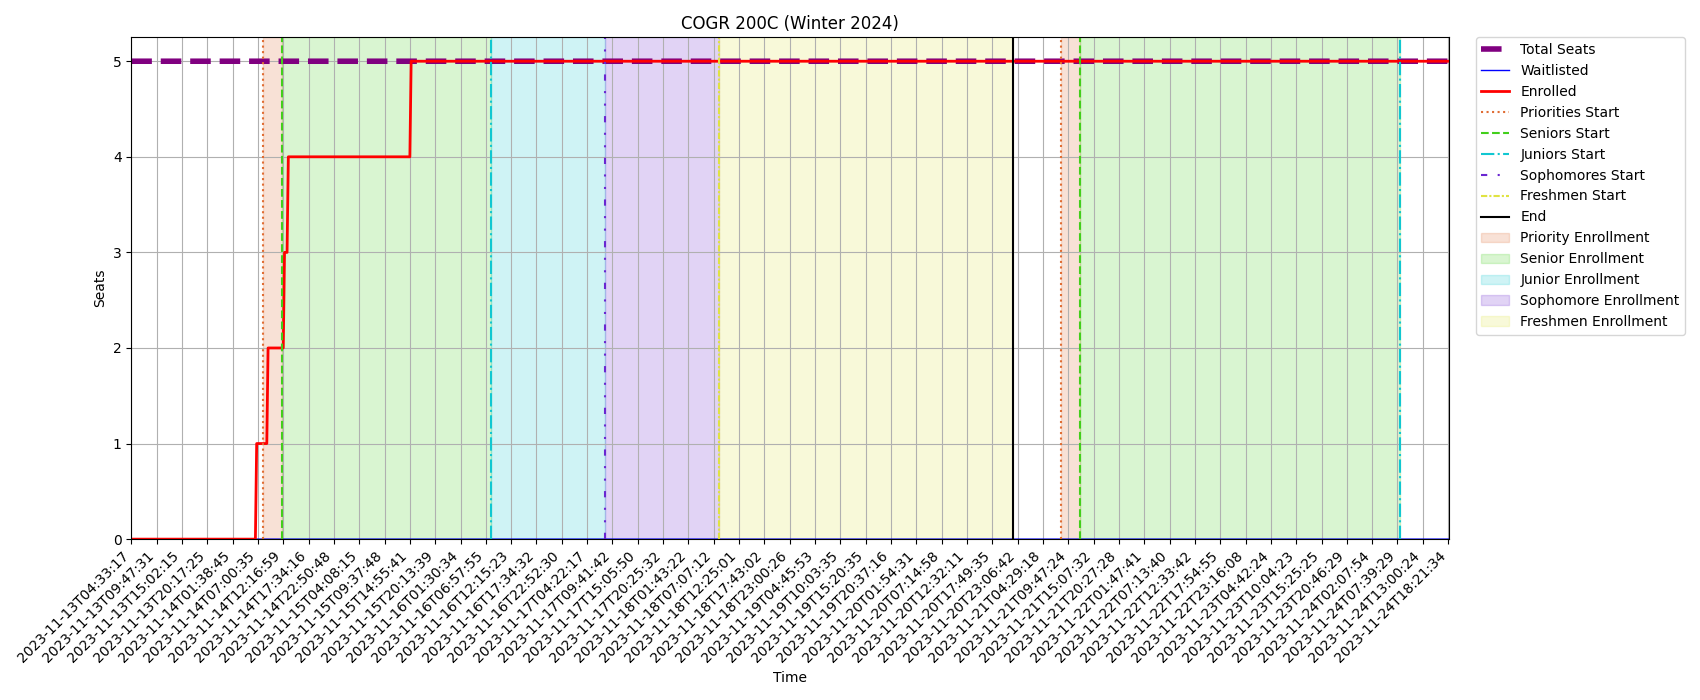 COGR 200C (Winter 2024)
Seats
5
4
3
2
1
0
2023-11-13T04:33:17
2023-11-13T09:47:31
2023-11-13T15:02:15
2023-11-13T20:17:25
2023-11-14T01:38:45
2023-11-14T07:00:35
2023-11-14T12:16:59
2023-11-14T17:34:16
2023-11-14T22:50:48
2023-11-15T04:08:15
2023-11-15T09:37:48
2023-11-15T14:55:41
2023-11-15T20:13:39
2023-11-16T01:30:34
2023-11-16T06:57:55
2023-11-16T12:15:23
2023-11-16T17:34:32
2023-11-16T22:52:30
2023-11-17T04:22:17
2023-11-17T09:41:42
2023-11-17T15:05:50
2023-11-17T20:25:32
2023-11-18T01:43:22
2023-11-18T07:07:12
2023-11-18T12:25:01
2023-11-18T17:43:02
2023-11-18T23:00:26
2023-11-19T04:45:53
2023-11-19T10:03:35
2023-11-19T15:20:35
2023-11-19T20:37:16
2023-11-20T01:54:31
2023-11-20T07:14:58
2023-11-20T12:32:11
2023-11-20T17:49:35
2023-11-20T23:06:42
2023-11-21T04:29:18
2023-11-21T09:47:24
2023-11-21T15:07:32
2023-11-21T20:27:28
2023-11-22T01:47:41
2023-11-22T07:13:40
2023-11-22T12:33:42
2023-11-22T17:54:55
2023-11-22T23:16:08
2023-11-23T04:42:24
2023-11-23T10:04:23
2023-11-23T15:25:25
2023-11-23T20:46:29
2023-11-24T02:07:54
2023-11-24T07:39:29
2023-11-24T13:00:24
2023-11-24T18:21:34
Time
Total Seats
Waitlisted
Enrolled
Priorities Start
Seniors Start
Juniors Start
Sophomores Start
Freshmen Start
End
Priority Enrollment
Senior Enrollment
Junior Enrollment
Sophomore Enrollment
Freshmen Enrollment